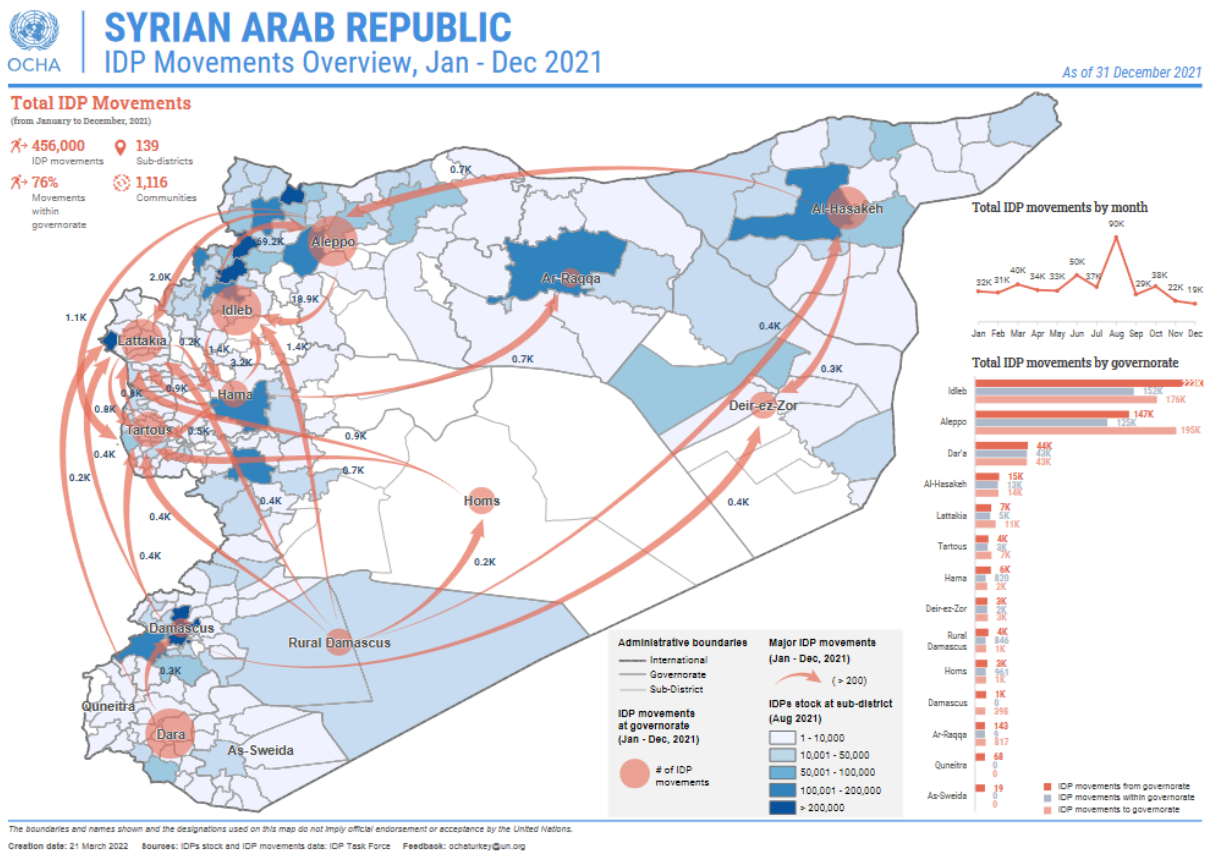 OCHA
SYRIAN ARAB REPUBLIC
IDP Movements Overview, Jan - Dec 2021
As of 31 December 2021
Total IDP Movements
(from January to December, 2021)
456,000
IDP movements
139
Sub-districts
76%
Movements
within
governorate
1,116
Communities
0.7K
Al-Hasakeh
69.2K
Aleppo
Ar-Raqqa
2.0K
18.9K
Idleb
1.1K
Lattakia
0.2K
1.4K
1.4K
3.2K
0.4K
0.7K
0.3K
0.9K
Hama
0.8K
Deir-ez-Zor
Tartous
0.5K
0.9K
0.4K
0.7K
0.2K
0.4K
Homs
0.4K
0.4K
0.4K
0.2K
Damascus
Rural Damascus
0.3K
Quneitra
Dara
As-Sweida
Total IDP movements by month
90K
32K 31K 40K 34K 33K 50K 37K 29K 38K 22K 19K
Jan Feb Mar Apr May Jun Jul Aug Sep Oct Nov Dec
Total IDP movements by governorate
Idleb
223K
152K
176K
Aleppo
147K
125K
195K
Dar'a
44K
43K
43K
Al-Hasakeh
15K
13K
14K
Lattakia
7K
5K
11K
Tartous
4K
3K
7K
Hama
6K
820
2K
Deir-ez-Zor
3K
2K
3K
Rural
Damascus
4K
846
1K
Homs
3K
961
1K
Damascus
1K
0
398
Ar-Raqqa
143
9
817
Quneitra
68
0
0
As-Sweida
19
0
0
IDP movements from governorate
IDP movements within governorate
IDP movements to governorate
Administrative boundaries
International
Governorate
Sub-District
IDP movements
at governorate
(Jan - Dec, 2021)
# of IDP
movements
Major IDP movements
(Jan - Dec, 2021)
( > 200)
IDPs stock at sub-district
(Aug 2021)
1 - 10,000
10,001 - 50,000
50,001 - 100,000
100,001 - 200,000
> 200,000
The boundaries and names shown and the designations used on this map do not imply official endorsement or acceptance by the United Nations.
Creation date: 21 March 2022 Sources: IDPs stock and IDP movements data: IDP Task Force Feedback: ochaturkey@un.org